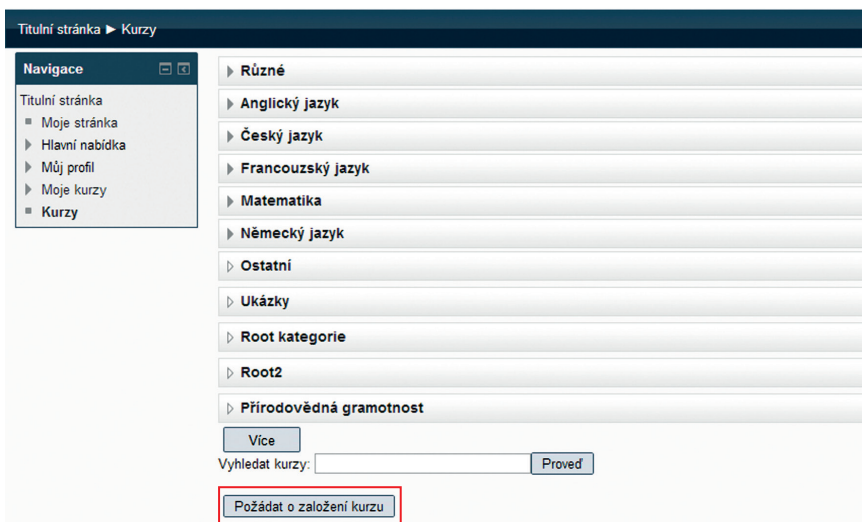 Titulní stránka ► Kurzy
Navigace
Titulní stránka
Moje stránka
Hlavní nabídka
Můj profil
Moje kurzy
Kurzy
Různé
Anglický jazyk
Český jazyk
Francouzský jazyk
Matematika
Německý jazyk
Ostatní
Ukázky
Root kategorie
Root2
Přírodovědná gramotnost
Více
Vyhledat kurzy: Proveď
Požádat o založení kurzu